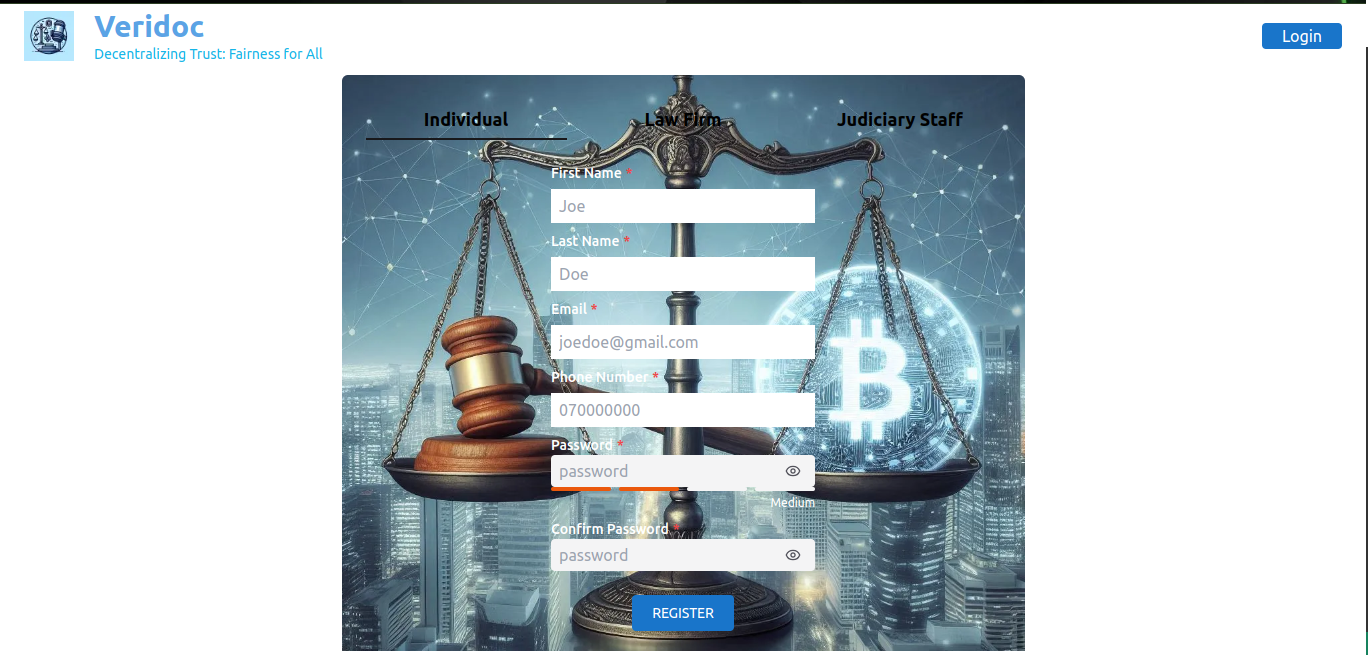 Veridoc
Decentralizing Trust: Fairness for All
Login
Individual
Law Firm
Judiciary Staff
First Name *
Joe
Last Name *
Doe
Email *
joedoe@gmail.com
Phone Number *
070000000
Password *
password
Medium
Confirm Password *
password
REGISTER